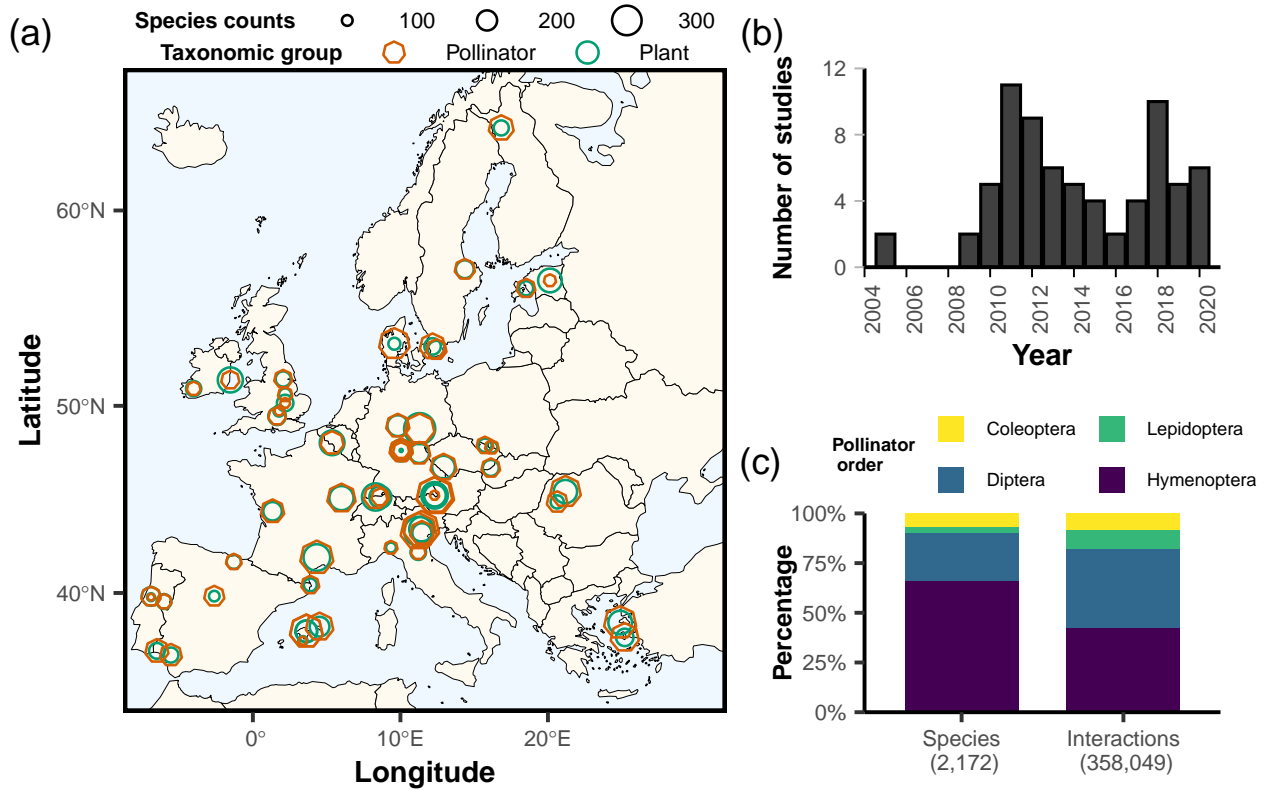 (a)
Species counts 100 200 300
Taxonomic group Pollinator Plant
Latitude
60°N
50°N
40°N
0° 10°E 20°E
Longitude
(b)
Number of studies
12
8
4
0
2004 2006 2008 2010 2012 2014 2016 2018 2020
Year
(c)
Pollinator
order
Coleoptera Lepidoptera
Diptera Hymenoptera
Percentage
100%
75%
50%
25%
0%
Species Interactions
(2,172) (358,049)